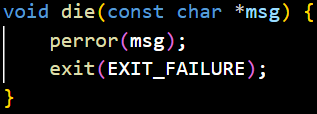 void die(const char *msg) {
    perror(msg);
    exit(EXIT_FAILURE);
}